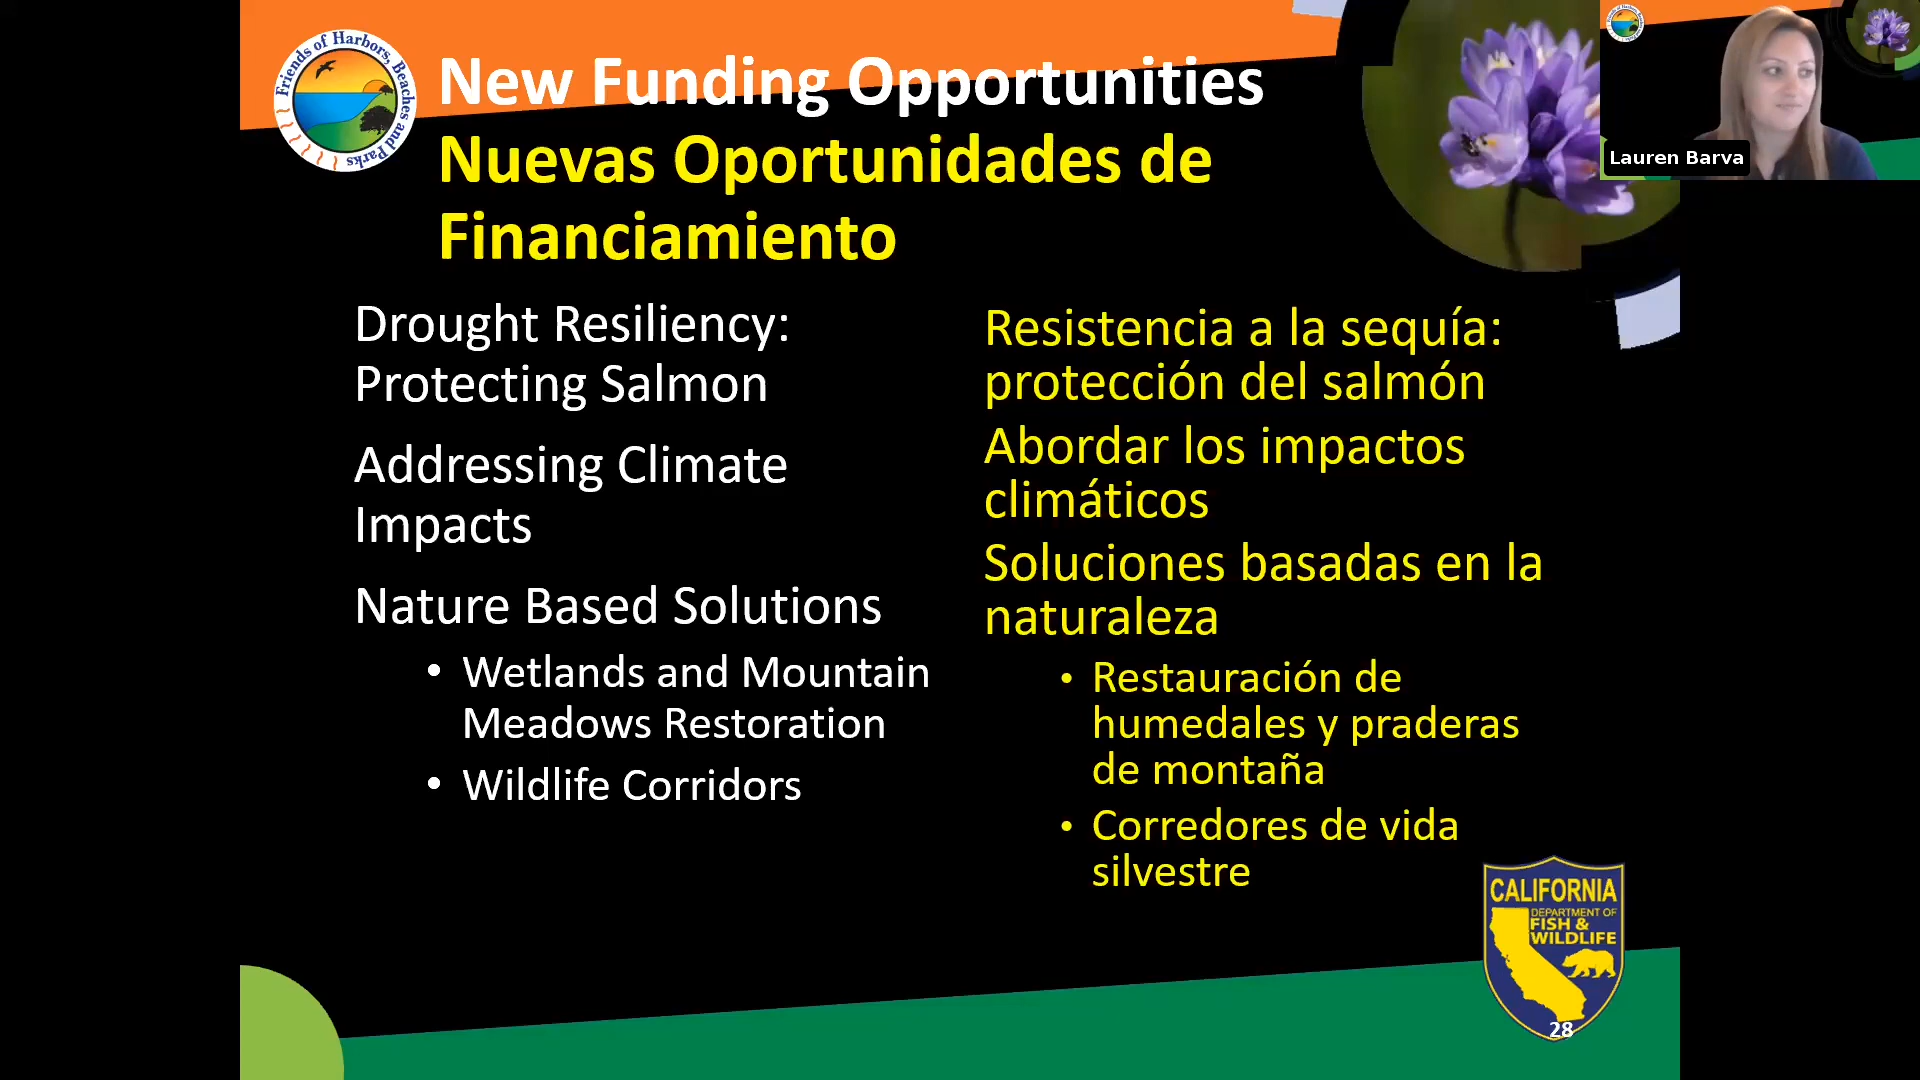 Friends of Harbors, Beaches and Parks
New Funding Opportunities
Nuevas Oportunidades de
Financiamiento
Lauren Barva
Drought Resiliency:
Protecting Salmon
Addressing Climate
Impacts
Nature Based Solutions
• Wetlands and Mountain
Meadows Restoration
• Wildlife Corridors
Resistencia a la sequía:
protección del salmón
Abordar los impactos
climáticos
Soluciones basadas en la
naturaleza
• Restauración de
humedales y praderas
de montaña
• Corredores de vida
silvestre
CALIFORNIA
DEPARTMENT OF
FISH &
WILDLIFE
28